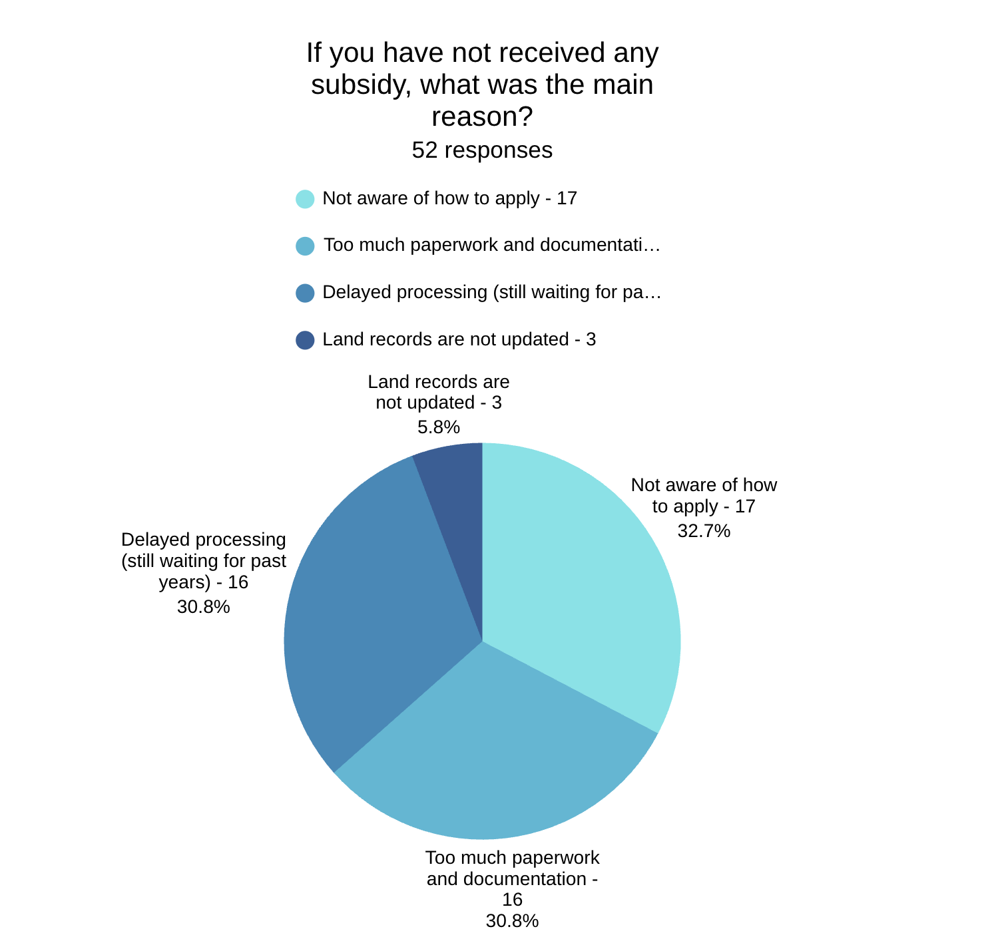 If you have not received any
subsidy, what was the main
reason?
52 responses
Not aware of how to apply - 17
Too much paperwork and documentati…
Delayed processing (still waiting for pa…
Land records are not updated - 3
Land records are
not updated - 3
5.8%
Not aware of how
to apply - 17
32.7%
Delayed processing
(still waiting for past
years) - 16
30.8%
Too much paperwork
and documentation -
16
30.8%